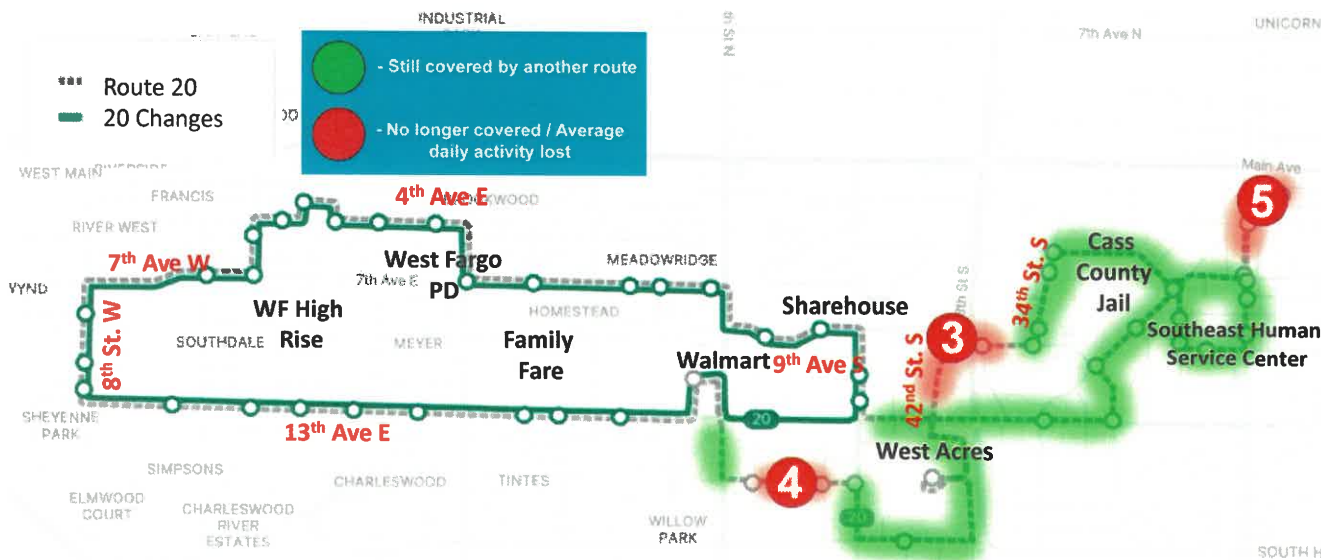 INDUSTRIAL
UNICORN
7th Ave N
th St N
- Still covered by another route
Route 20
20 Changes
- No longer covered / Average
daily activity lost
WEST MAIN
Main Ave
FRANCIS
4th Ave E
5
RIVER WEST
7th Ave W
West Fargo
PD
7th Ave E
MEADOWRIDGE
Cass
County
Jail
34th St. S
WF High
Rise
HOMESTEAD
Sharehouse
3
Southeast Human
Service Center
8th St. W
SOUTHDALE
MEYER
Family
Fare
Walmart
9th Ave S
42nd St. S
SHEYENNE
PARK
13th Ave E
20
West Acres
SIMPSONS
CHARLESWOOD
TINTES
4
ELMWOOD
COURT
CHARLESWOOD
RIVER
ESTATES
WILLOW
PARK
20
SOUTH H